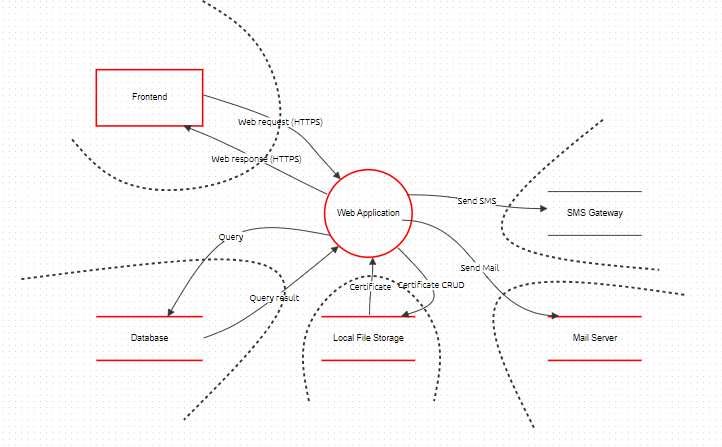 Frontend
Web request (HTTPS)
Web response (HTTPS)
Web Application
Send SMS
SMS Gateway
Query
Send Mail
Certificate
Certificate CRUD
Query result
Database
Local File Storage
Mail Server